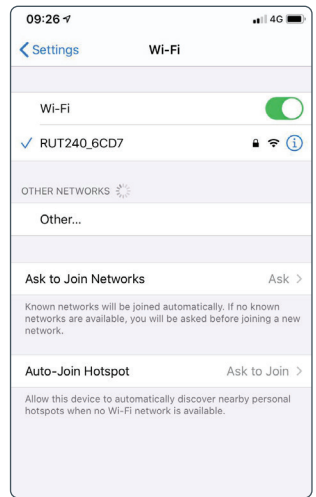 09:26 4G
Settings Wi-Fi
Wi-Fi
RUT240_6CD7
OTHER NETWORKS
Other...
Ask to Join Networks Ask
Known networks will be joined automatically. If no known
networks are available, you will be asked before joining a new
network.
Auto-Join Hotspot Ask to Join
Allow this device to automatically discover nearby personal
hotspots when no Wi-Fi network is available.